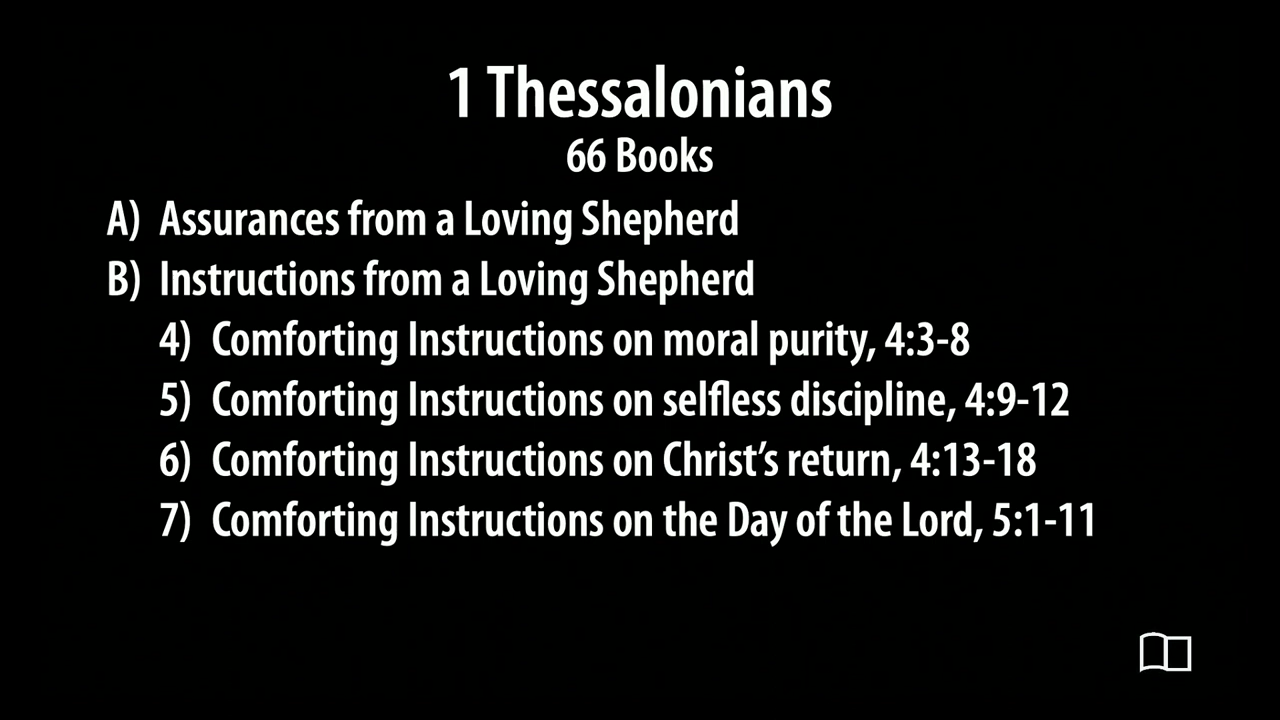 1 Thessalonians
66 Books
A) Assurances from a Loving Shepherd
B) Instructions from a Loving Shepherd
4) Comforting Instructions on moral purity, 4:3-8
5) Comforting Instructions on selfless discipline, 4:9-12
6) Comforting Instructions on Christ’s return, 4:13-18
7) Comforting Instructions on the Day of the Lord, 5:1-11